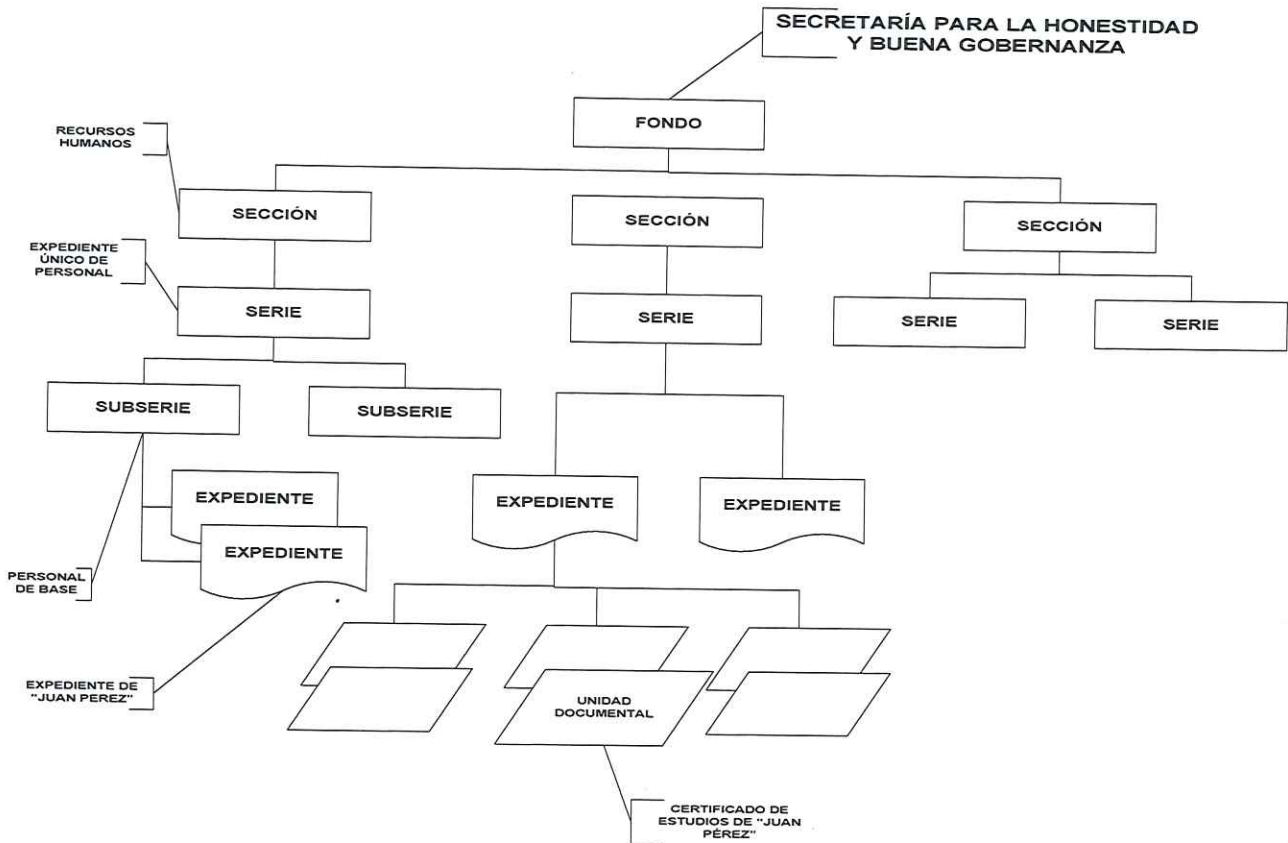 SECRETARÍA PARA LA HONESTIDAD
Y BUENA GOBERNANZA
FONDO
RECURSOS
HUMANOS
SECCIÓN
SECCIÓN
SECCIÓN
EXPEDIENTE
ÚNICO DE
PERSONAL
SERIE
SERIE
SERIE
SERIE
SUBSERIE
SUBSERIE
EXPEDIENTE
EXPEDIENTE
EXPEDIENTE
EXPEDIENTE
PERSONAL
DE BASE
EXPEDIENTE DE
"JUAN PEREZ"
UNIDAD
DOCUMENTAL
CERTIFICADO DE
ESTUDIOS DE "JUAN
PÉREZ"